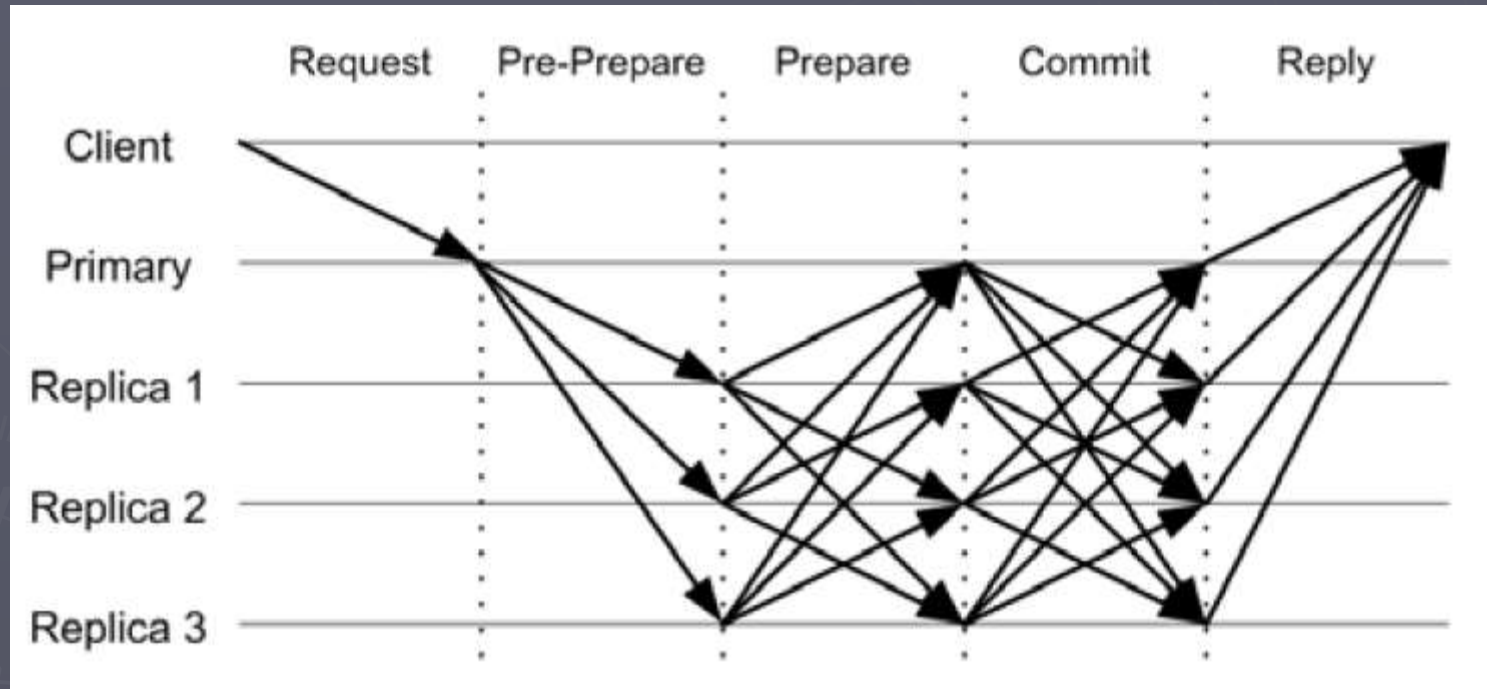 Request Pre-Prepare Prepare Commit Reply
Client
Primary
Replica 1
Replica 2
Replica 3